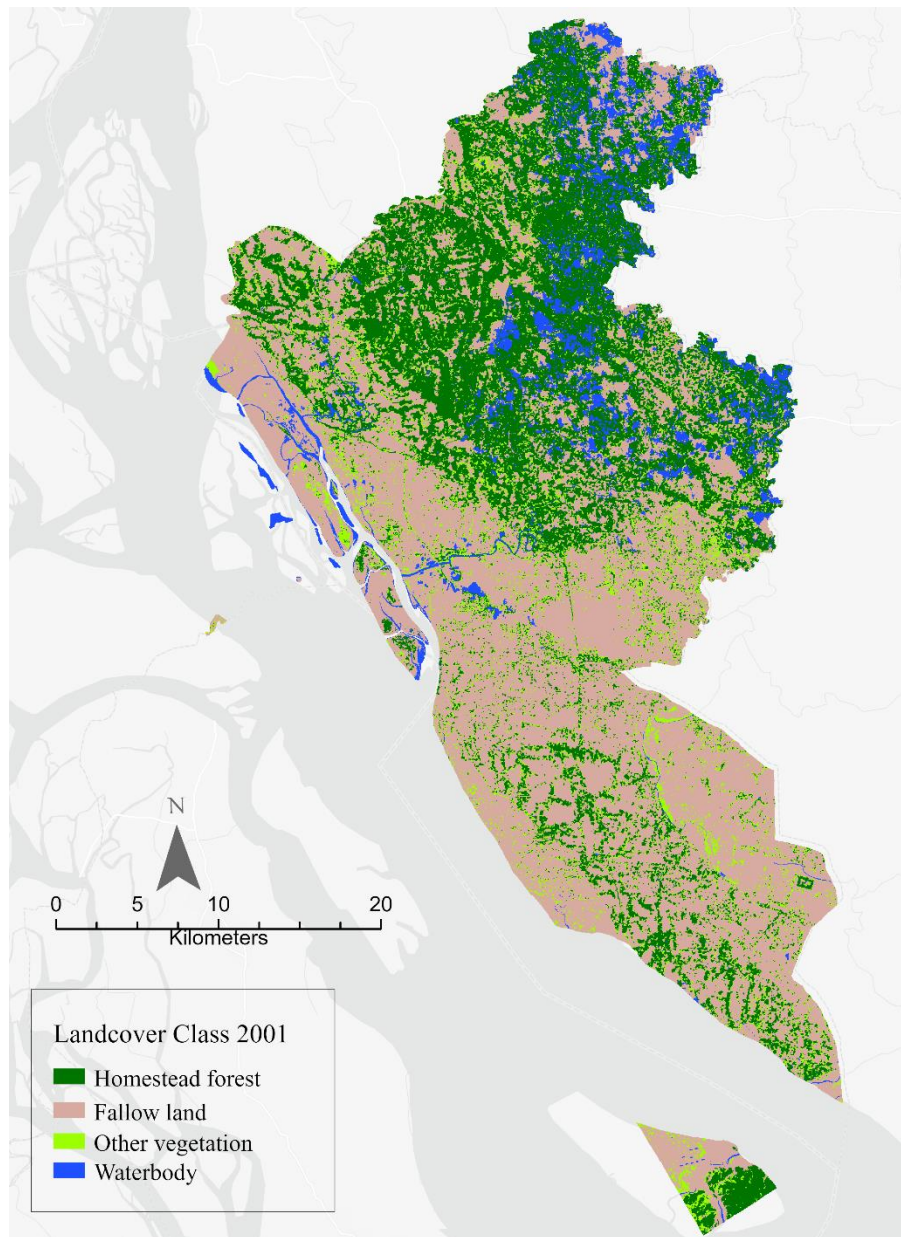 N
0 5 10 20
Kilometers
Landcover Class 2001
Homestead forest
Fallow land
Other vegetation
Waterbody